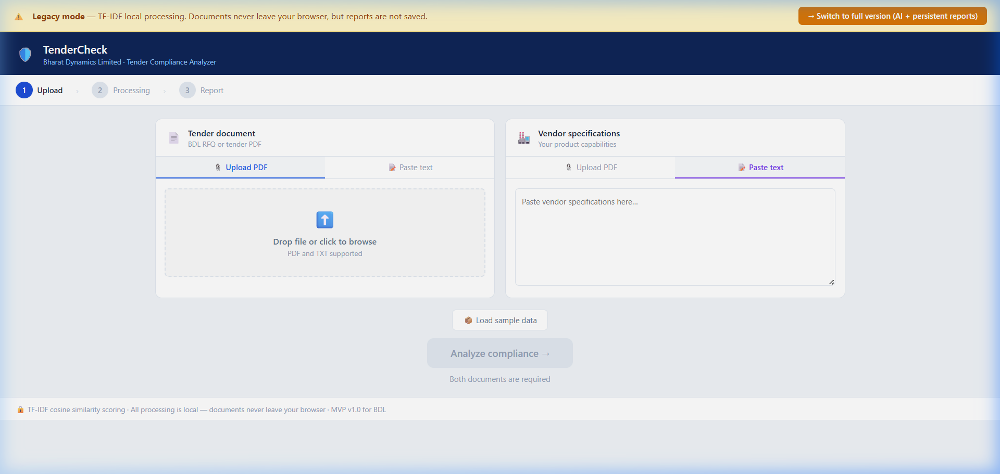 Legacy mode — TF-IDF local processing. Documents never leave your browser, but reports are not saved.
→ Switch to full version (AI + persistent reports)
TenderCheck
Bharat Dynamics Limited · Tender Compliance Analyzer
1 Upload › 2 Processing › 3 Report
Tender document
BDL RFQ or tender PDF
Upload PDF
Paste text
Drop file or click to browse
PDF and TXT supported
Vendor specifications
Your product capabilities
Upload PDF
Paste text
Paste vendor specifications here...
Load sample data
Analyze compliance →
Both documents are required
TF-IDF cosine similarity scoring · All processing is local — documents never leave your browser · MVP v1.0 for BDL